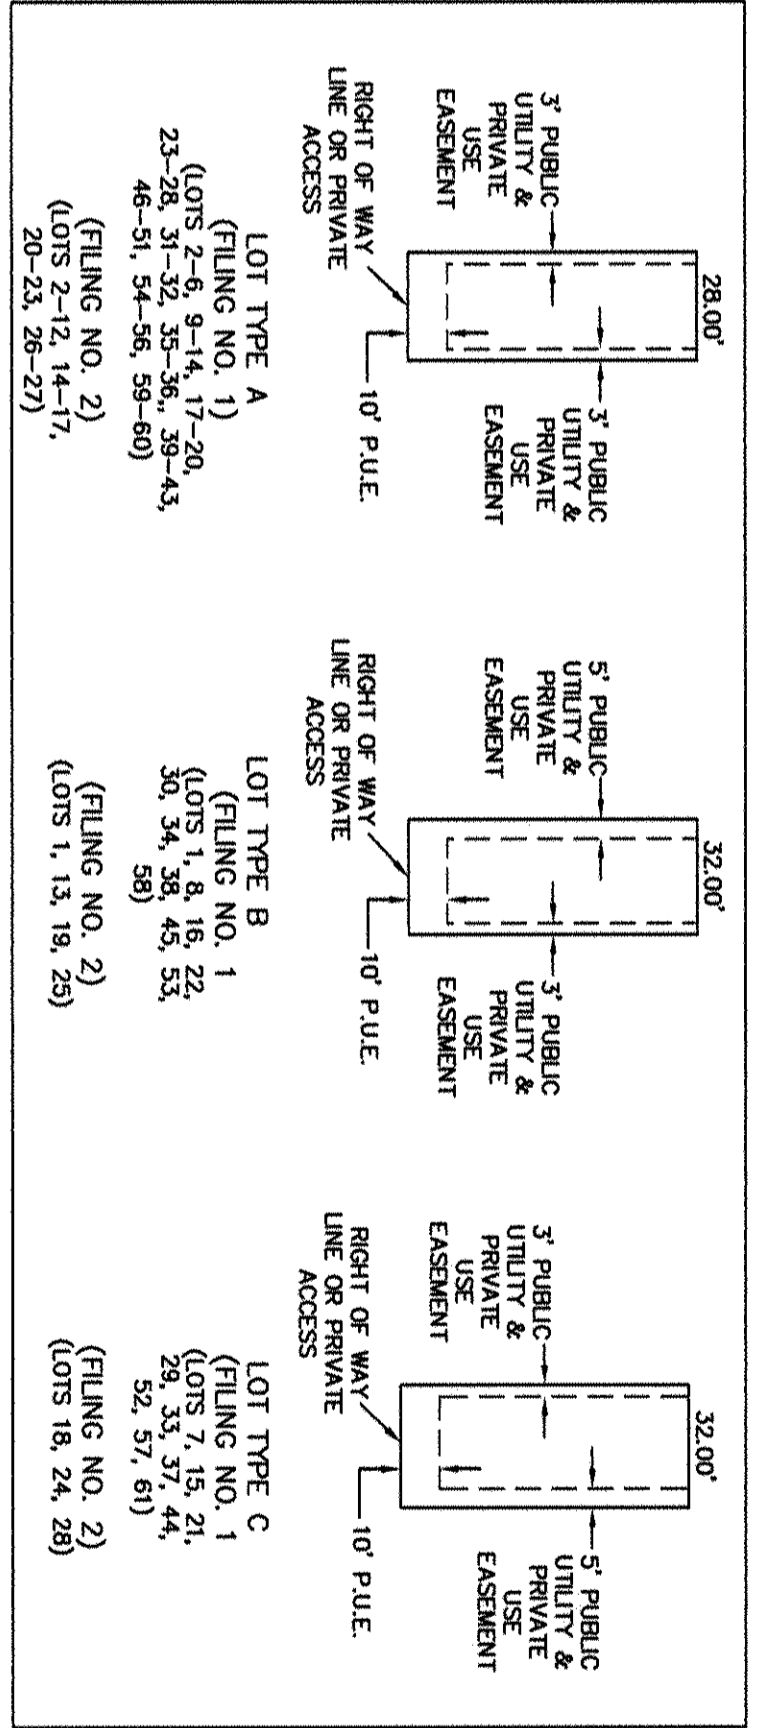 28.00'
3' PUBLIC
UTILITY &
PRIVATE
USE
EASEMENT
3' PUBLIC
UTILITY &
PRIVATE
USE
EASEMENT
RIGHT OF WAY
LINE OR PRIVATE
ACCESS
10' P.U.E.
LOT TYPE A
(FILING NO. 1)
(LOTS 2-6, 9-14, 17-20,
23-28, 31-32, 35-36,, 39-43,
46-51, 54-56, 59-60)
(FILING NO. 2)
(LOTS 2-12, 14-17,
20-23, 26-27)
32.00'
5' PUBLIC
UTILITY &
PRIVATE
USE
EASEMENT
3' PUBLIC
UTILITY &
PRIVATE
USE
EASEMENT
RIGHT OF WAY
LINE OR PRIVATE
ACCESS
10' P.U.E.
LOT TYPE B
(FILING NO. 1
(LOTS 1, 8, 16, 22,
30, 34, 38, 45, 53,
58)
(FILING NO. 2)
(LOTS 1, 13, 19, 25)
32.00'
3' PUBLIC
UTILITY &
PRIVATE
USE
EASEMENT
5' PUBLIC
UTILITY &
PRIVATE
USE
EASEMENT
RIGHT OF WAY
LINE OR PRIVATE
ACCESS
10' P.U.E.
LOT TYPE C
(FILING NO. 1
(LOTS 7, 15, 21,
29, 33, 37, 44,
52, 57, 61)
(FILING NO. 2)
(LOTS 18, 24, 28)